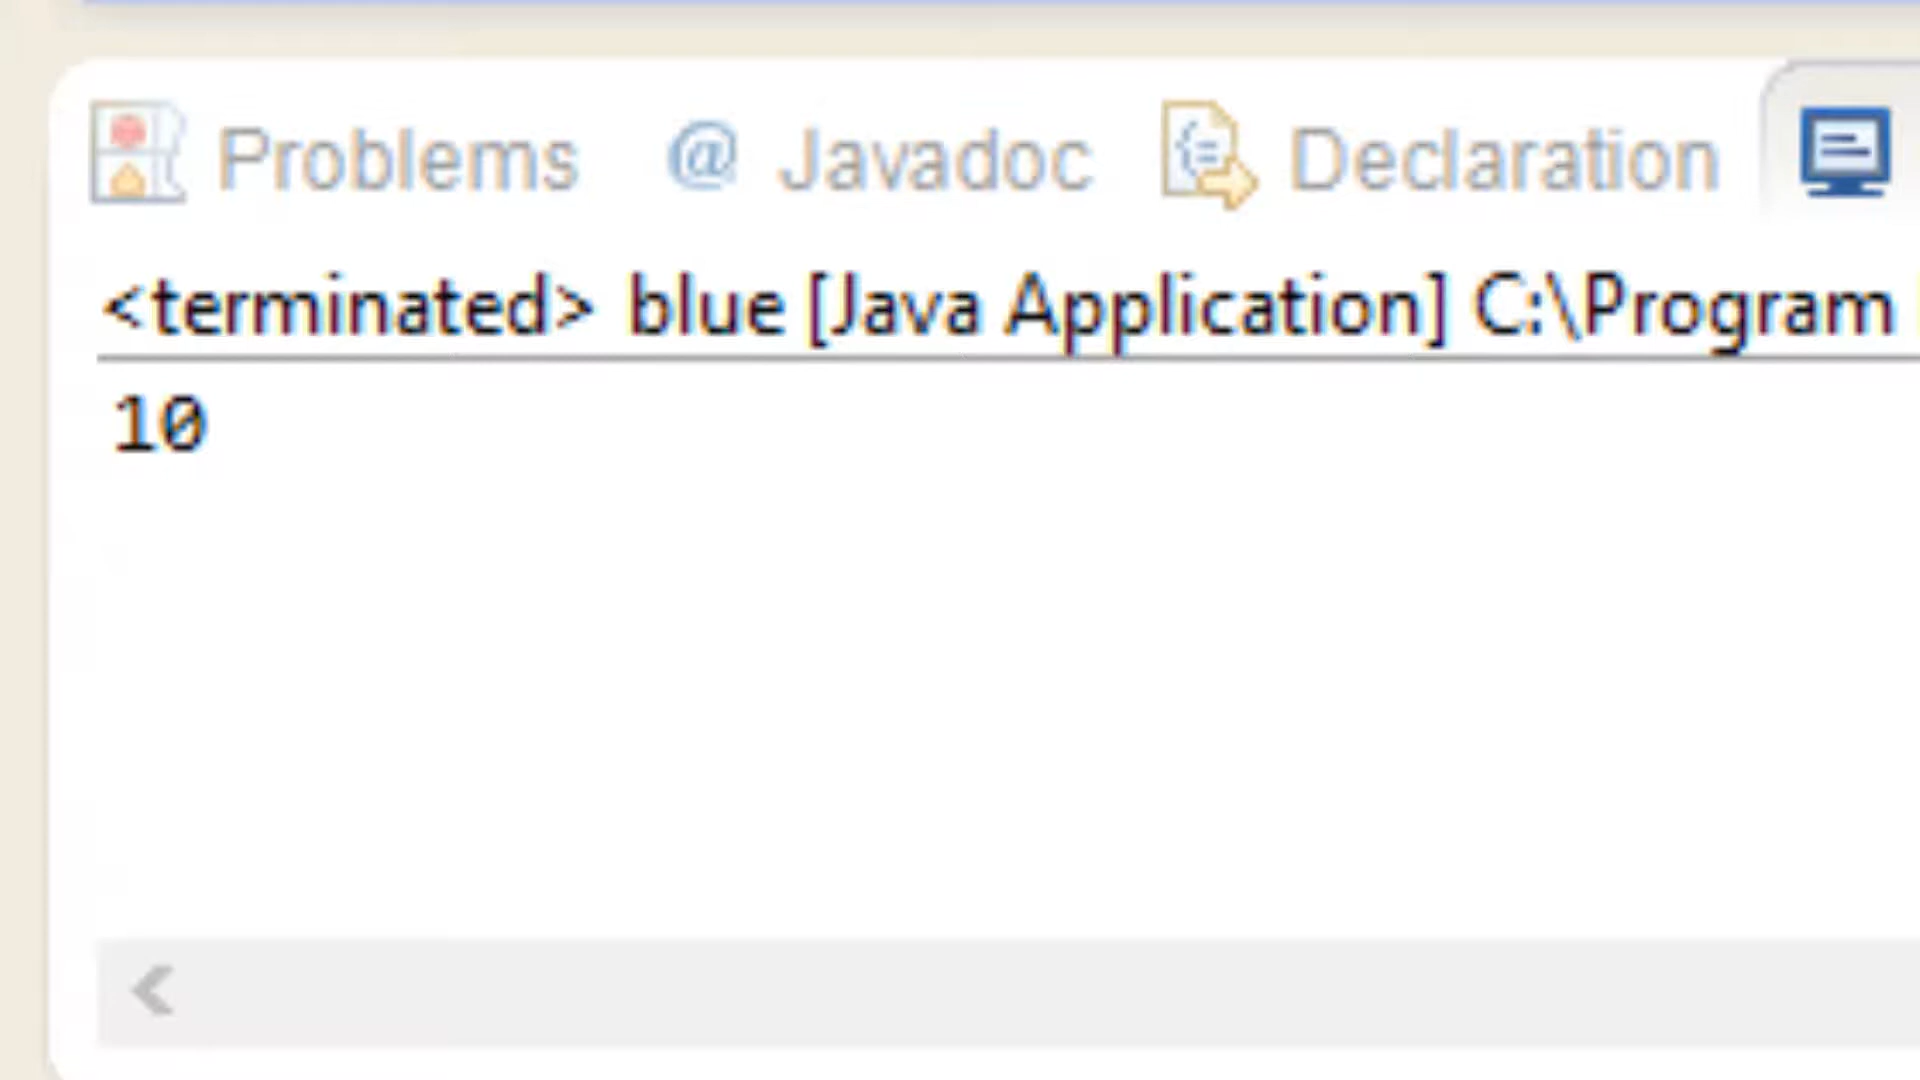 Problems @ Javadoc Declaration
<terminated> blue [Java Application] C:\Program
10